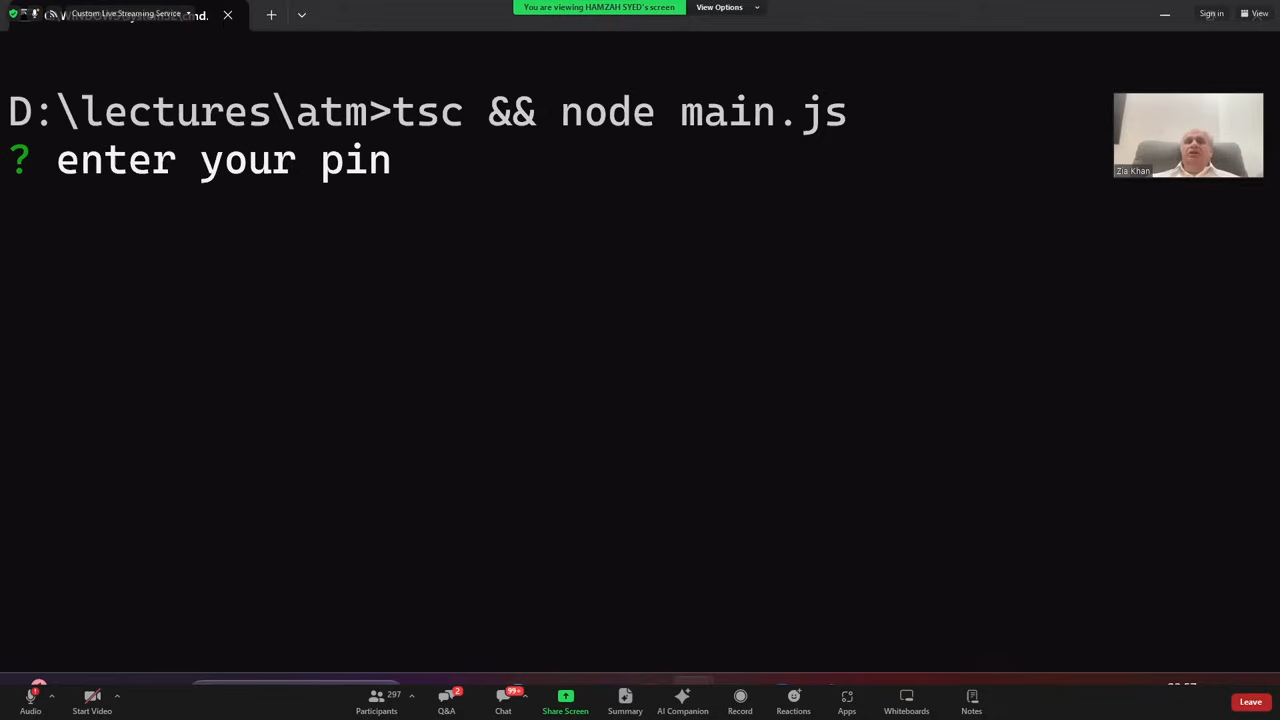 Custom Live Streaming Service
You are viewing HAMZAH SYED's screen
View Options
Sign in
View
D:\lectures\atm>tsc && node main.js
? enter your pin
Zia Khan
297
2
99+
Audio
Start Video
Participants
Q&A
Chat
Share Screen
Summary
AI Companion
Record
Reactions
Apps
Whiteboards
Notes
Leave